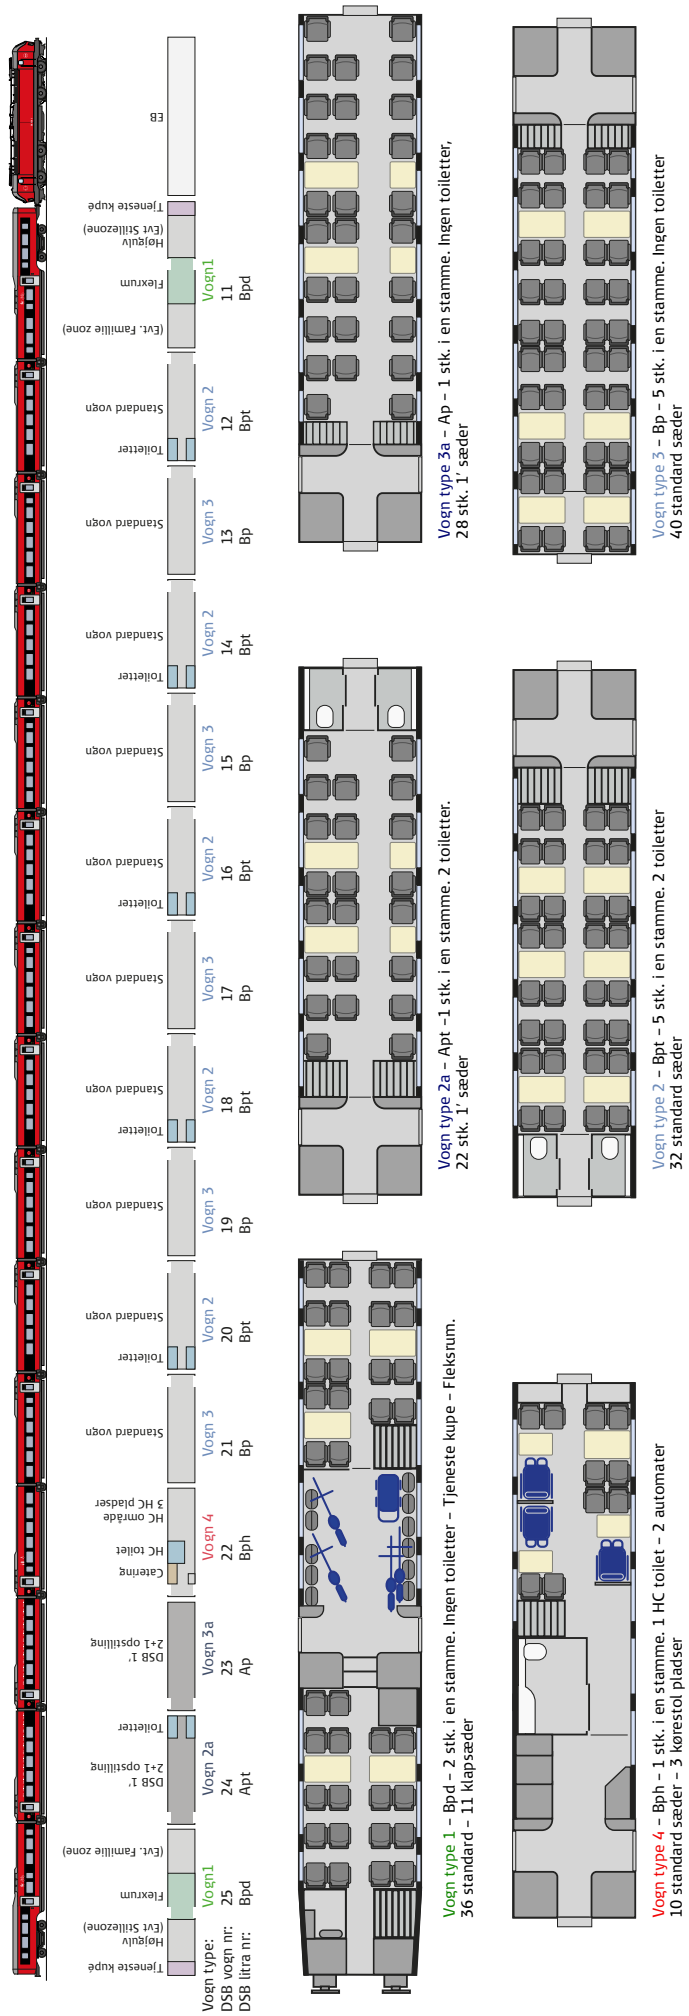 Tjeneste kupé
Højgulv
(Evt Stillezone)
Flexrum
(Evt. Famillie zone)
DSB 1'
2+1 opstilling
Toiletter
DSB 1'
2+1 opstilling
Catering
HC toilet
HC område
3 HC pladser
Standard vogn
Toiletter
Standard vogn
Standard vogn
Toiletter
Standard vogn
Standard vogn
Toiletter
Standard vogn
Standard vogn
Toiletter
Standard vogn
Standard vogn
Toiletter
Standard vogn
(Evt. Famillie zone)
Flexrum
Højgulv
(Evt Stillezone)
Tjeneste kupé
EB
Vogn type: Vogn1 Vogn 2a Vogn 3a Vogn 4 Vogn 3 Vogn 2 Vogn 3 Vogn 2 Vogn 3 Vogn 2 Vogn 3 Vogn 2 Vogn 3 Vogn 2 Vogn1
DSB vogn nr: 25 24 23 22 21 20 19 18 17 16 15 14 13 12 11
DSB litra nr: Bpd Apt Ap Bph Bp Bpt Bp Bpt Bp Bpt Bp Bpt Bp Bpt Bpd
Vogn type 1 – Bpd – 2 stk. i en stamme. Ingen toiletter – Tjeneste kupe – Fleksrum.
36 standard – 11 klapsæder
Vogn type 2a – Apt –1 stk. i en stamme. 2 toiletter.
22 stk. 1' sæder
Vogn type 3a – Ap – 1 stk. i en stamme. Ingen toiletter,
28 stk. 1' sæder
Vogn type 4 – Bph – 1 stk. i en stamme. 1 HC toilet – 2 automater
10 standard sæder – 3 kørestol pladser
Vogn type 2 – Bpt – 5 stk. i en stamme. 2 toiletter
32 standard sæder
Vogn type 3 – Bp – 5 stk. i en stamme. Ingen toiletter
40 standard sæder